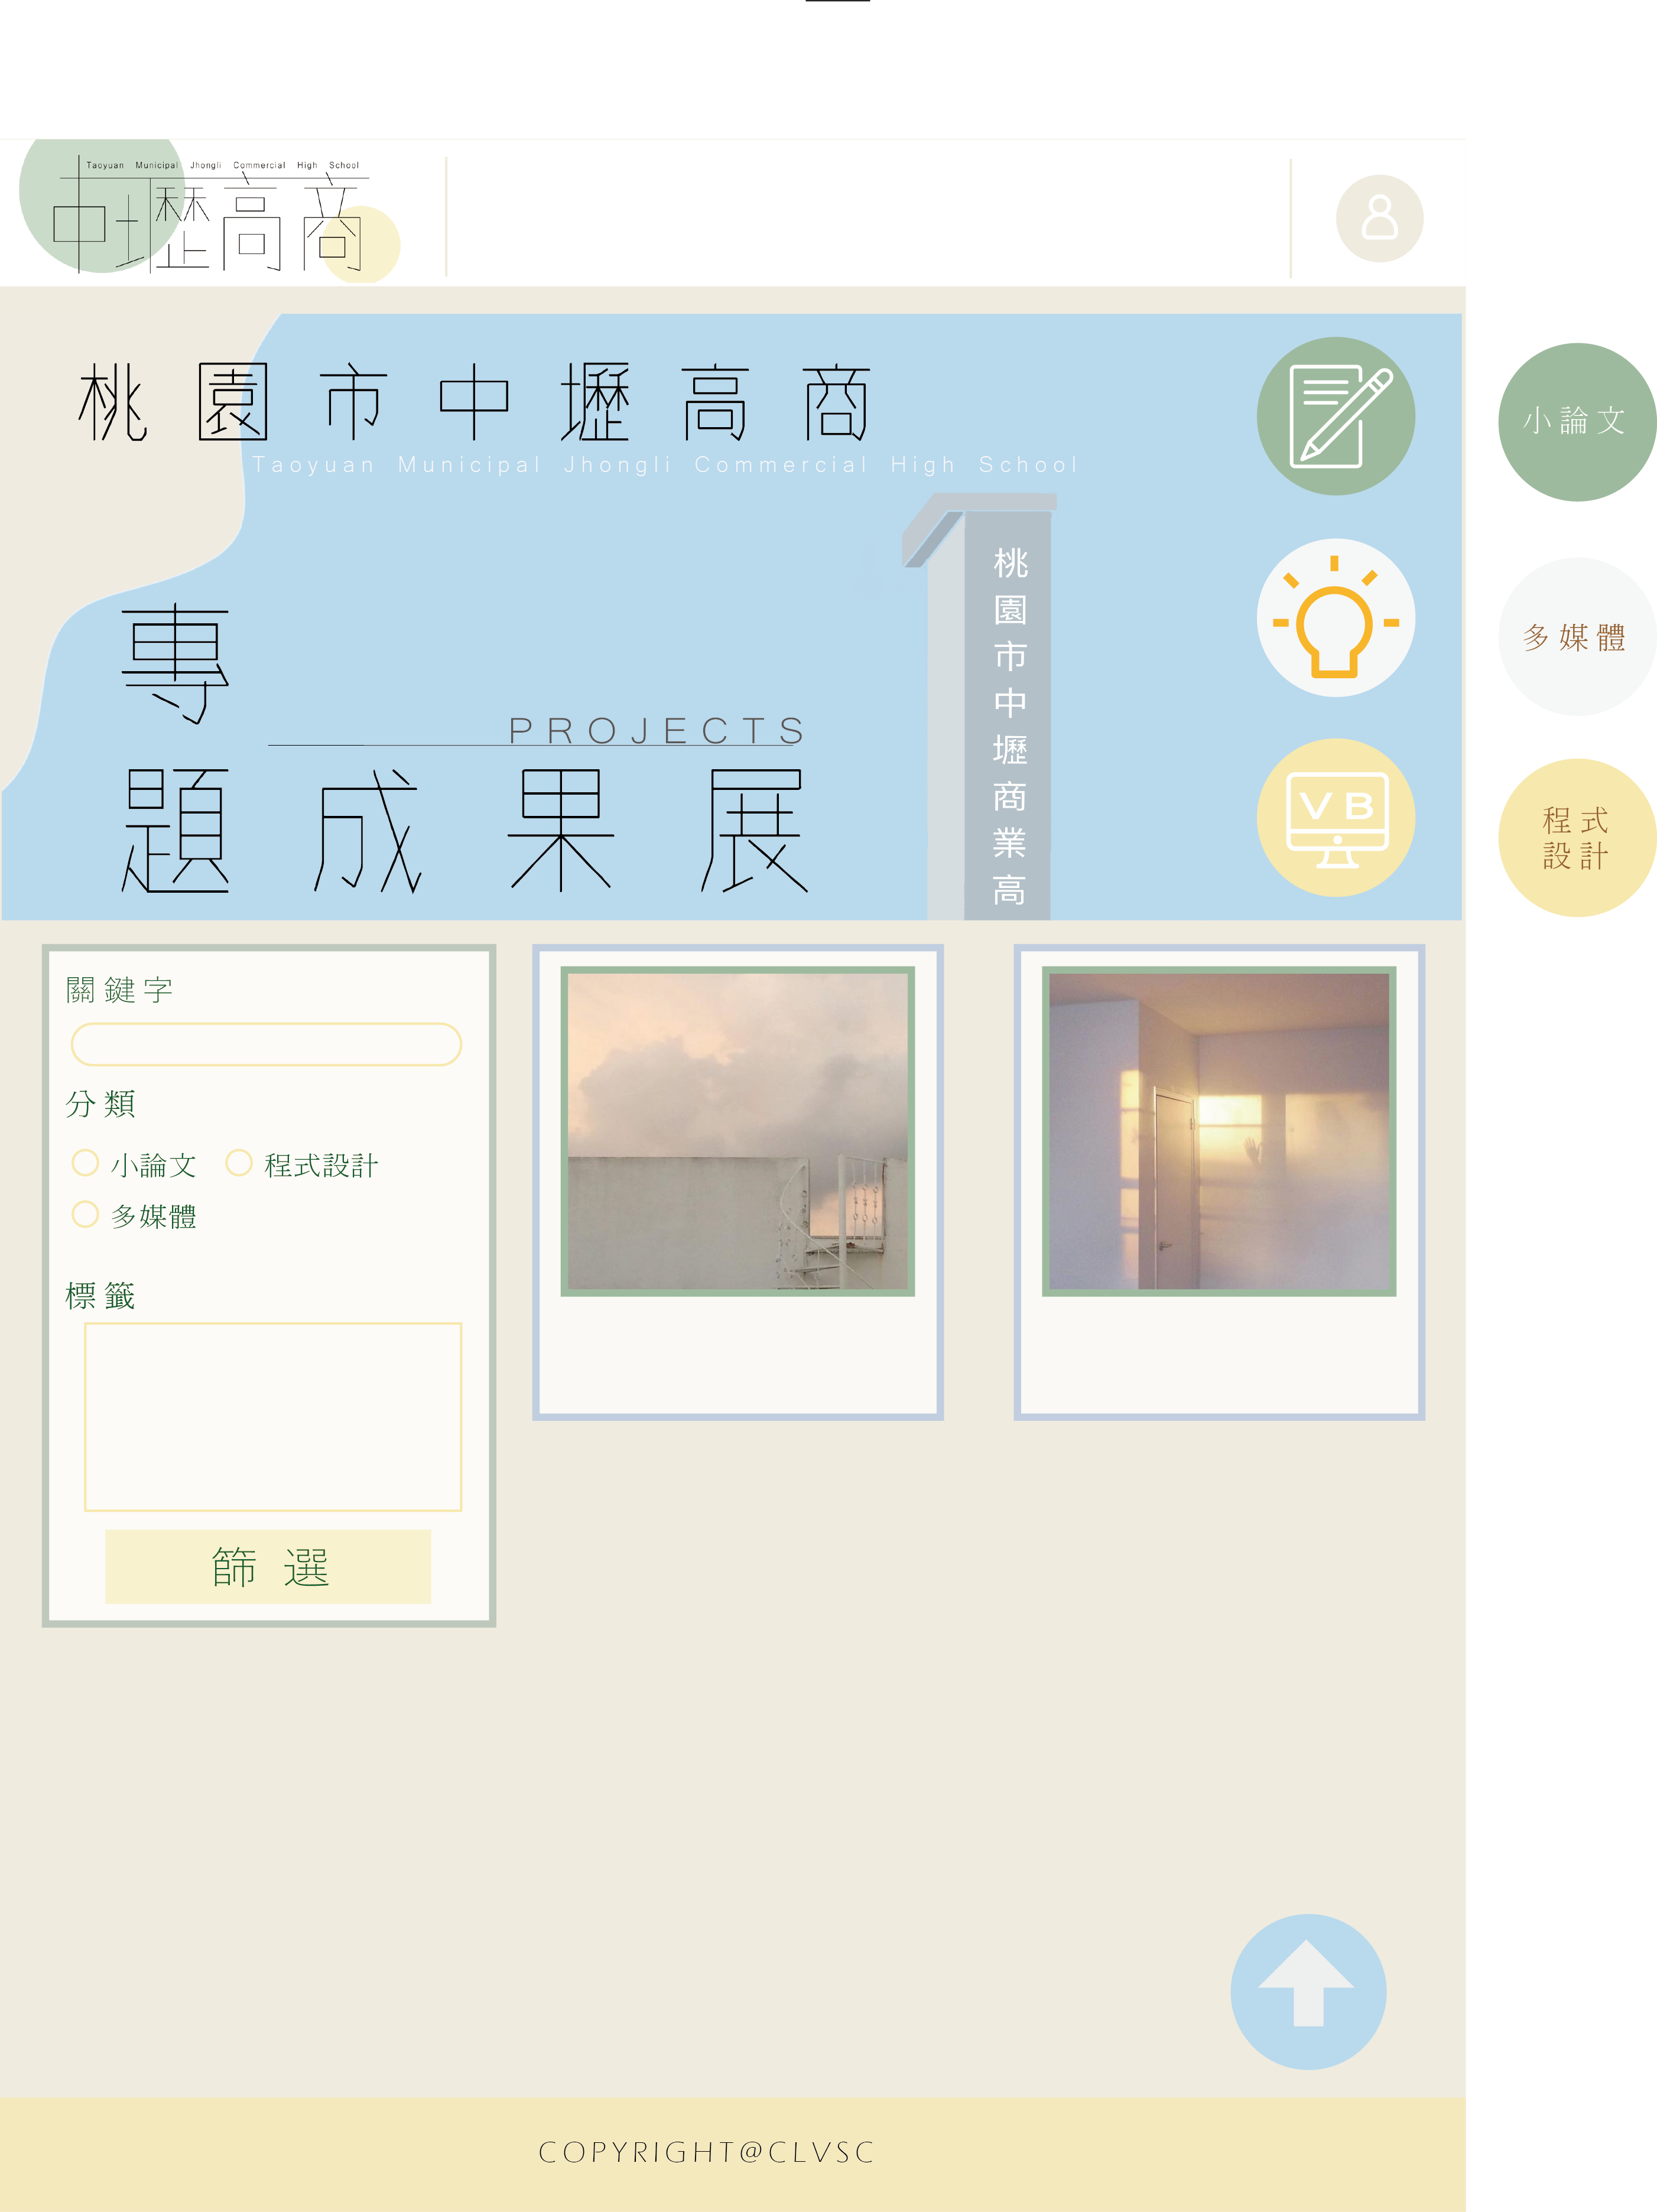 Taoyuan Municipal Jhongli Commercial High School
中壢高商
桃園市中壢高商
Taoyuan Municipal Jhongli Commercial High School
專
PROJECTS
題成果展
桃園市中壢商業高
VB
小論文
多媒體
程式
設計
關鍵字
分類
小論文 程式設計
多媒體
標籤
篩選
COPYRIGHT@CLVSC